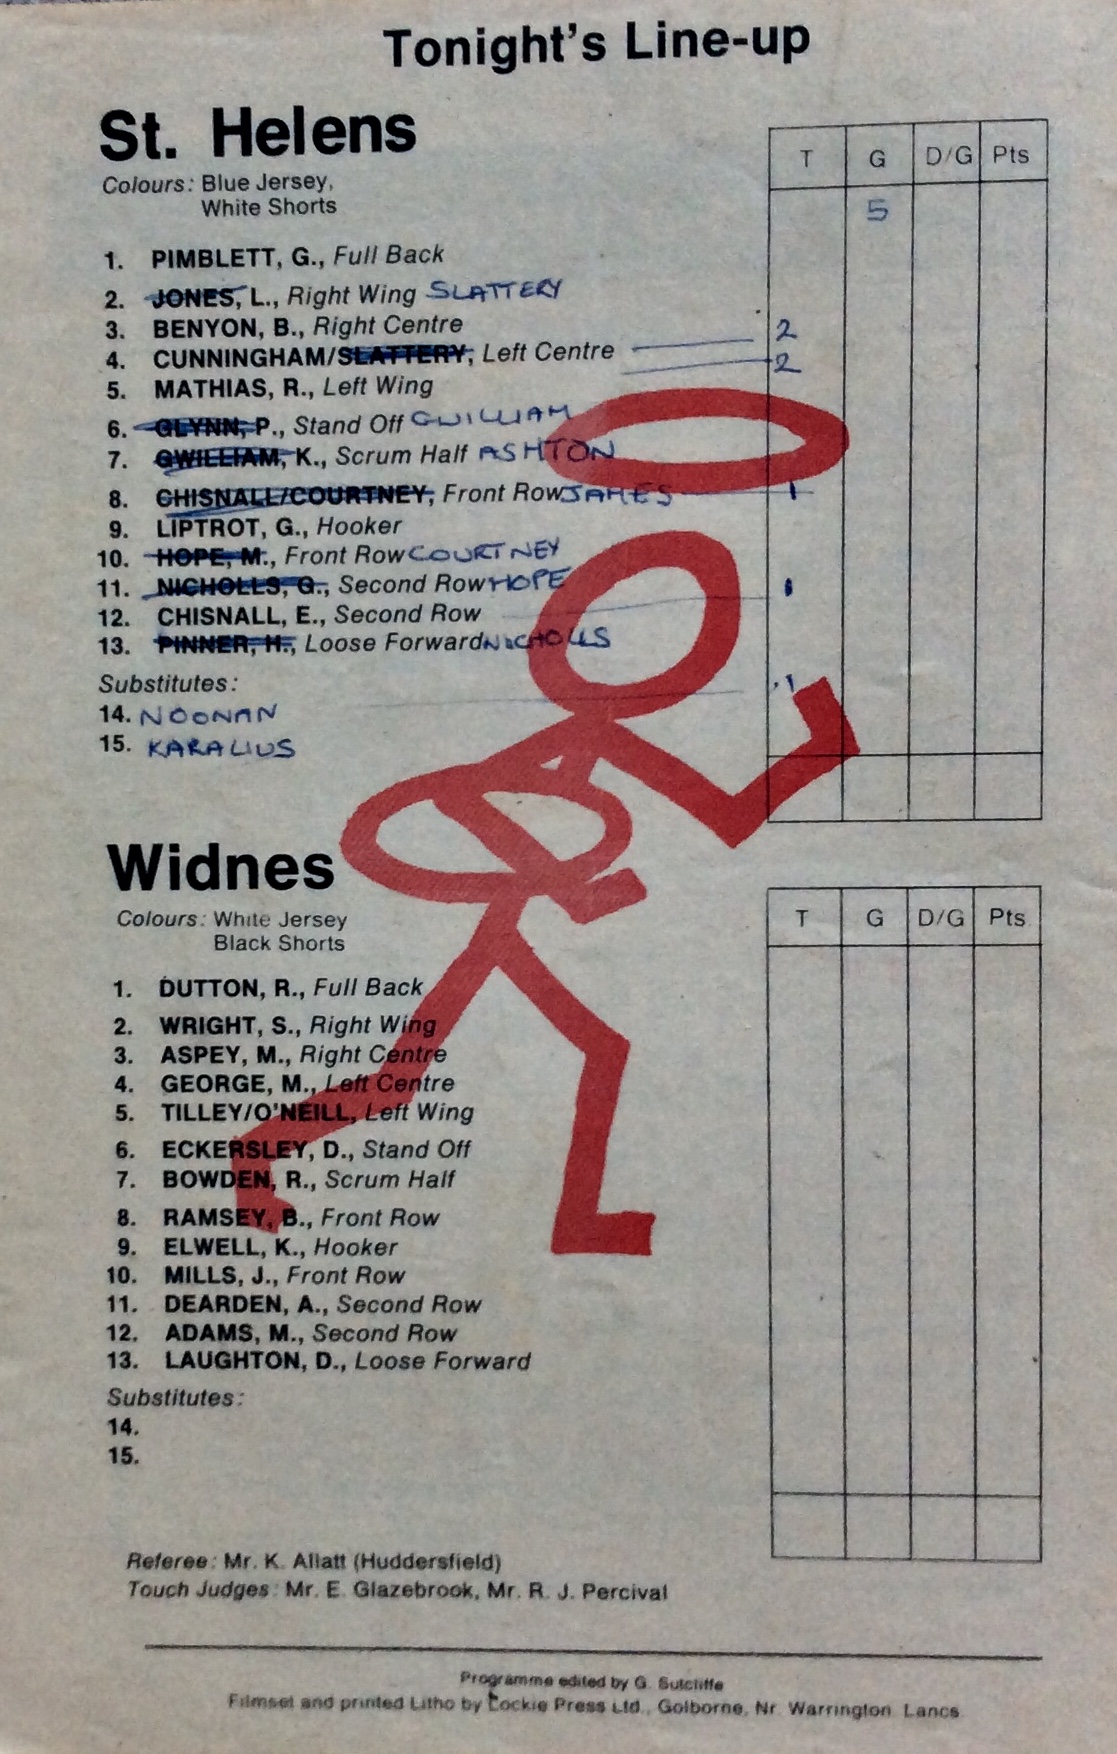 Tonight's Line-up
St. Helens
Colours: Blue Jersey,
White Shorts
T G D/G Pts
5
1. PIMBLETT, G., Full Back
2. JONES, L., Right Wing SLATTERY
3. BENYON, B., Right Centre 2
4. CUNNINGHAM/SLATTERY, Left Centre 2
5. MATHIAS, R., Left Wing
6. GLYNN, P., Stand Off GWILLIAM
7. GWILLIAM, K., Scrum Half ASHTON
8. CHISNALL/COURTNEY, Front Row JAMES 1
9. LIPTROT, G., Hooker
10. HOPE, M., Front Row COURTNEY
11. NICHOLLS, G., Second Row HOPE 1
12. CHISNALL, E., Second Row
13. PINNER, H., Loose Forward NICHOLLS
Substitutes: 1
14. NOONAN
15. KARALIUS
Widnes
Colours: White Jersey
Black Shorts
T G D/G Pts
1. DUTTON, R., Full Back
2. WRIGHT, S., Right Wing
3. ASPEY, M., Right Centre
4. GEORGE, M., Left Centre
5. TILLEY/O'NEILL, Left Wing
6. ECKERSLEY, D., Stand Off
7. BOWDEN, R., Scrum Half
8. RAMSEY, B., Front Row
9. ELWELL, K., Hooker
10. MILLS, J., Front Row
11. DEARDEN, A., Second Row
12. ADAMS, M., Second Row
13. LAUGHTON, D., Loose Forward
Substitutes:
14.
15.
Referee: Mr. K. Allatt (Huddersfield)
Touch Judges: Mr. E. Glazebrook, Mr. R. J. Percival
Programme edited by G. Sutcliffe
Filmset and printed Litho by Lockie Press Ltd., Golborne, Nr. Warrington. Lancs.